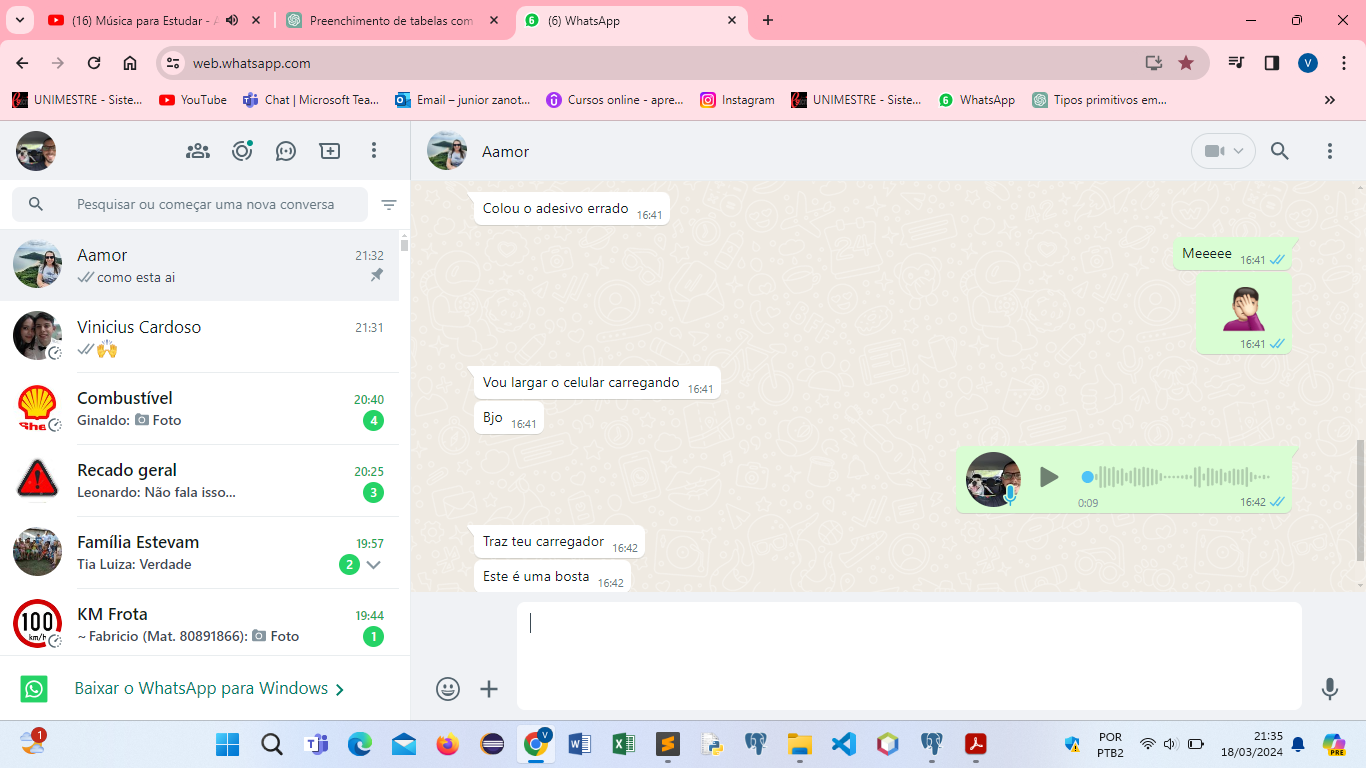 (16) Música para Estudar - A
Preenchimento de tabelas com
(6) WhatsApp
web.whatsapp.com
V
UNIMESTRE - Siste...
YouTube
Chat | Microsoft Tea...
Email – junior zanot...
Cursos online - apre...
Instagram
UNIMESTRE - Siste...
WhatsApp
Tipos primitivos em...
Pesquisar ou começar uma nova conversa
Aamor
21:32
como esta ai
Vinicius Cardoso
21:31
Combustível
20:40
Ginaldo: Foto
4
Recado geral
20:25
Leonardo: Não fala isso...
3
Família Estevam
19:57
Tia Luiza: Verdade
2
KM Frota
19:44
~ Fabricio (Mat. 80891866): Foto
1
100
km/h
Baixar o WhatsApp para Windows
Aamor
Colou o adesivo errado 16:41
Meeeee 16:41
16:41
Vou largar o celular carregando 16:41
Bjo 16:41
0:09 16:42
Traz teu carregador 16:42
Este é uma bosta 16:42
1
V
POR
PTB2
21:35
18/03/2024
PRE